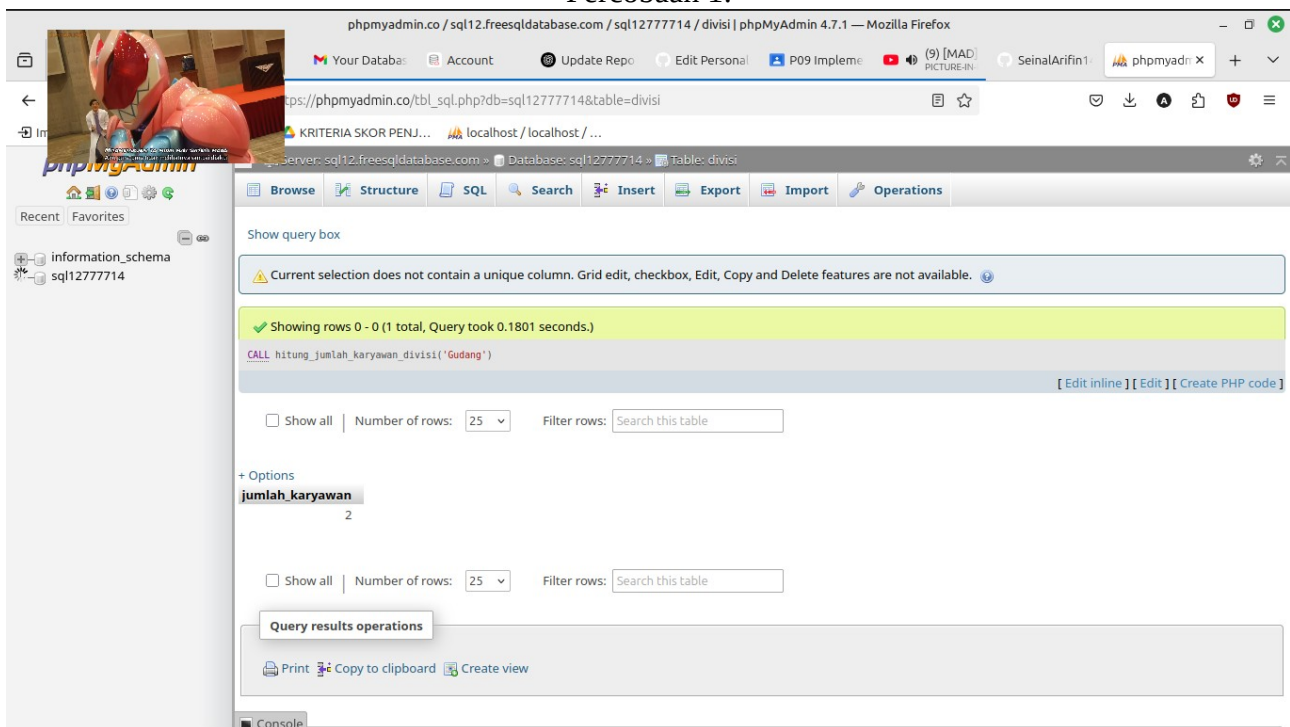 Percobaan 1:
phpmyadmin.co / sql12.freesqldatabase.com / sql12777714 / divisi | phpMyAdmin 4.7.1 — Mozilla Firefox
Your Databas
Account
Update Repo
Edit Personal
P09 Impleme
(9) [MAD]
PICTURE-IN-
SeinalArifin1
phpmyadn
tps://phpmyadmin.co/tbl_sql.php?db=sql12777714&table=divisi
Im
KRITERIA SKOR PENJ...
localhost / localhost / ...
phpMyAdmin
Server: sql12.freesqldatabase.com » Database: sql12777714 » Table: divisi
Browse Structure SQL Search Insert Export Import Operations
Recent Favorites
information_schema
sql12777714
Show query box
Current selection does not contain a unique column. Grid edit, checkbox, Edit, Copy and Delete features are not available.
Showing rows 0 - 0 (1 total, Query took 0.1801 seconds.)
CALL hitung_jumlah_karyawan_divisi('Gudang')
[ Edit inline ] [ Edit ] [ Create PHP code ]
Show all | Number of rows: 25 Filter rows: Search this table
+ Options
jumlah_karyawan
2
Show all | Number of rows: 25 Filter rows: Search this table
Query results operations
Print Copy to clipboard Create view
Console